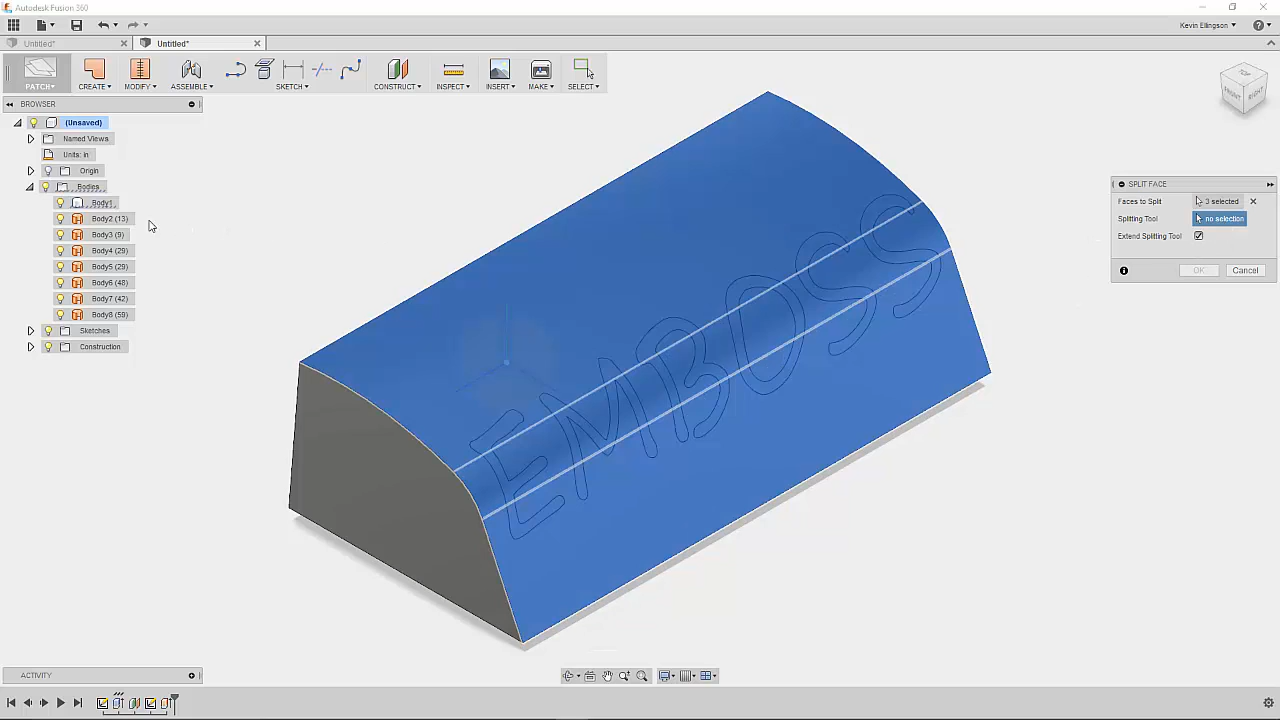 Autodesk Fusion 360
Kevin Ellingson
Untitled*
Untitled*
PATCH
CREATE
MODIFY
ASSEMBLE
SKETCH
CONSTRUCT
INSPECT
INSERT
MAKE
SELECT
BROWSER
(Unsaved)
Named Views
Units: in
Origin
Bodies
Body1
Body2 (13)
Body3 (9)
Body4 (29)
Body5 (29)
Body6 (48)
Body7 (42)
Body8 (59)
Sketches
Construction
TOP
FRONT
RIGHT
SPLIT FACE
Faces to Split 3 selected
Splitting Tool no selection
Extend Splitting Tool
OK Cancel
EMBOSS
ACTIVITY